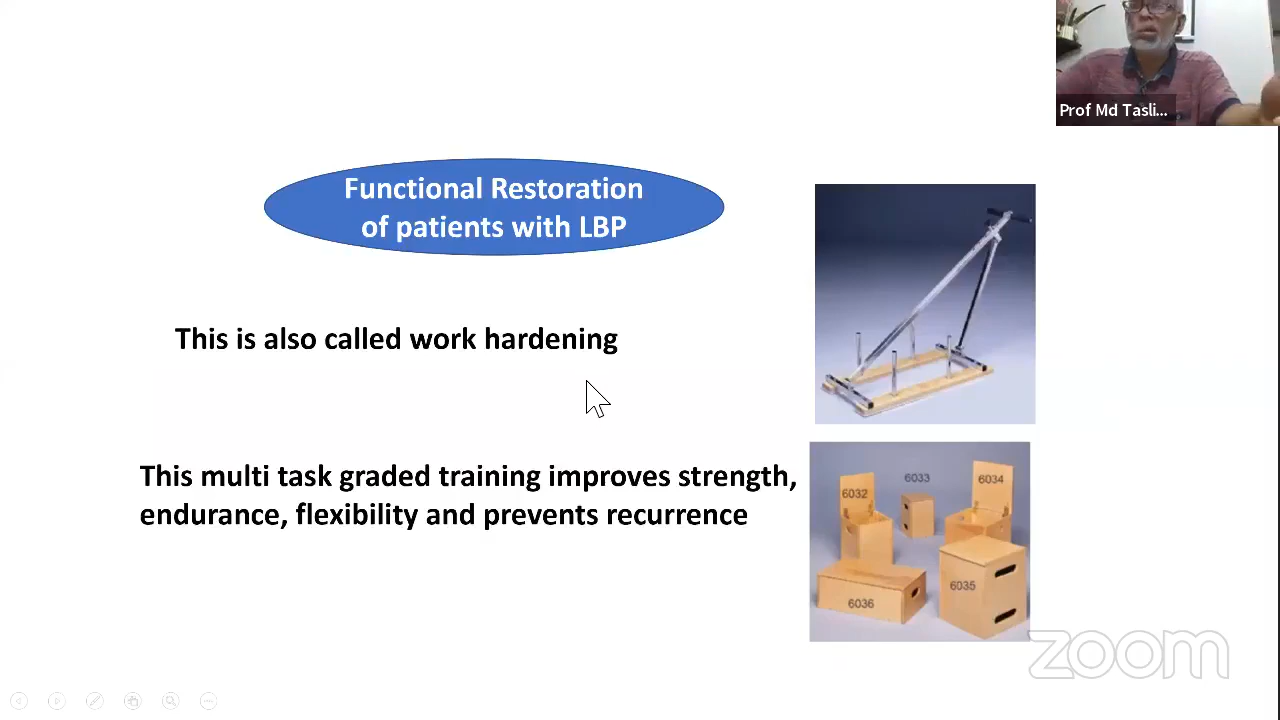 Prof Md Tasli...
Functional Restoration
of patients with LBP
This is also called work hardening
This multi task graded training improves strength,
endurance, flexibility and prevents recurrence
6032
6033
6034
6035
6036
zoom